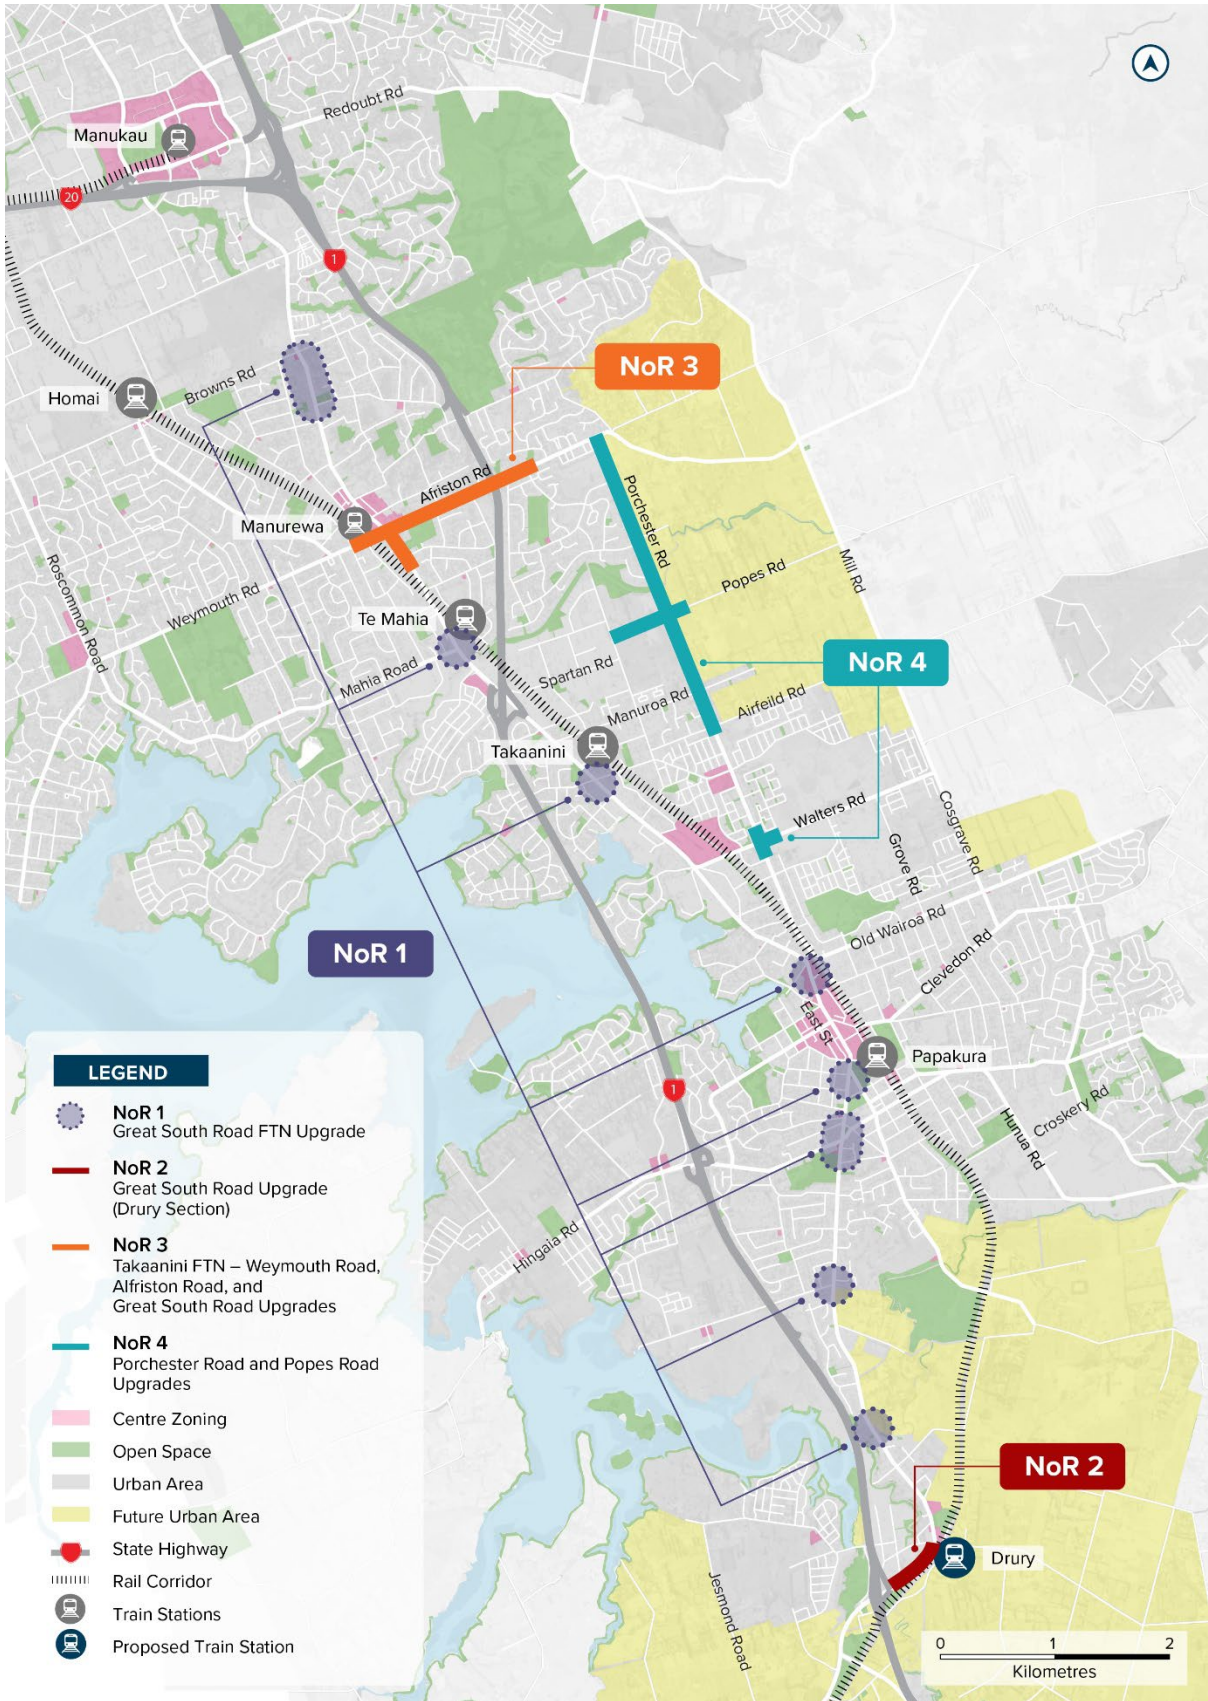 Redoubt Rd
Manukau
20
1
NoR 3
Browns Rd
Homai
Afriston Rd
Porchester Rd
Manurewa
Mill Rd
Popes Rd
Roscommon Road
Weymouth Rd
Te Mahia
NoR 4
Spartan Rd
Mahia Road
Manuroa Rd
Airfeild Rd
Takaanini
Walters Rd
Cosgrave Rd
Grove Rd
Old Wairoa Rd
NoR 1
Clevedon Rd
East St
Papakura
1
Croskery Rd
Hunua Rd
Hingaia Rd
NoR 2
Drury
Jesmond Road
LEGEND
NoR 1
Great South Road FTN Upgrade
NoR 2
Great South Road Upgrade
(Drury Section)
NoR 3
Takaanini FTN – Weymouth Road,
Alfriston Road, and
Great South Road Upgrades
NoR 4
Porchester Road and Popes Road
Upgrades
Centre Zoning
Open Space
Urban Area
Future Urban Area
State Highway
Rail Corridor
Train Stations
Proposed Train Station
0 1 2
Kilometres